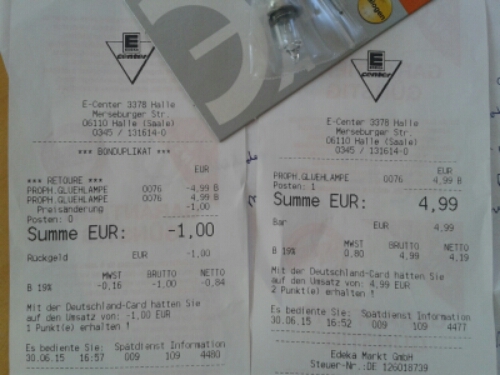 E
center
E-Center 3378 Halle
Merseburger Str.
06110 Halle (Saale)
0345 / 131614-0
*** BONDUPLIKAT ***
EUR
*** RETOURE ***
PROPH.GLUEHLAMPE 0076 -4,99 B
PROPH.GLUEHLAMPE 0076 4,99 B
Preisänderung -1,00
Posten: 0
Summe EUR: -1,00
Rückgeld EUR -1,00
MWST BRUTTO NETTO
B 19% -0,16 -1,00 -0,84
Mit der Deutschland-Card hätten Sie
auf den Umsatz von: -1,00 EUR
1 Punkt(e) erhalten !
Es bediente Sie: Spätdienst Information
30.06.15 16:57 009 109 4480
E
center
E-Center 3378 Halle
Merseburger Str.
06110 Halle (Saale)
0345 / 131614-0
EUR
PROPH.GLUEHLAMPE 0076 4,99 B
Posten: 1
Summe EUR: 4,99
Bar EUR 4,99
MWST BRUTTO NETTO
B 19% 0,80 4,99 4,19
Mit der Deutschland-Card hätten Sie
auf den Umsatz von: 4,99 EUR
2 Punkt(e) erhalten !
Es bediente Sie: Spätdienst Information
30.06.15 16:52 009 109 4477
Edeka Markt GmbH
Steuer-Nr.:DE 126018739